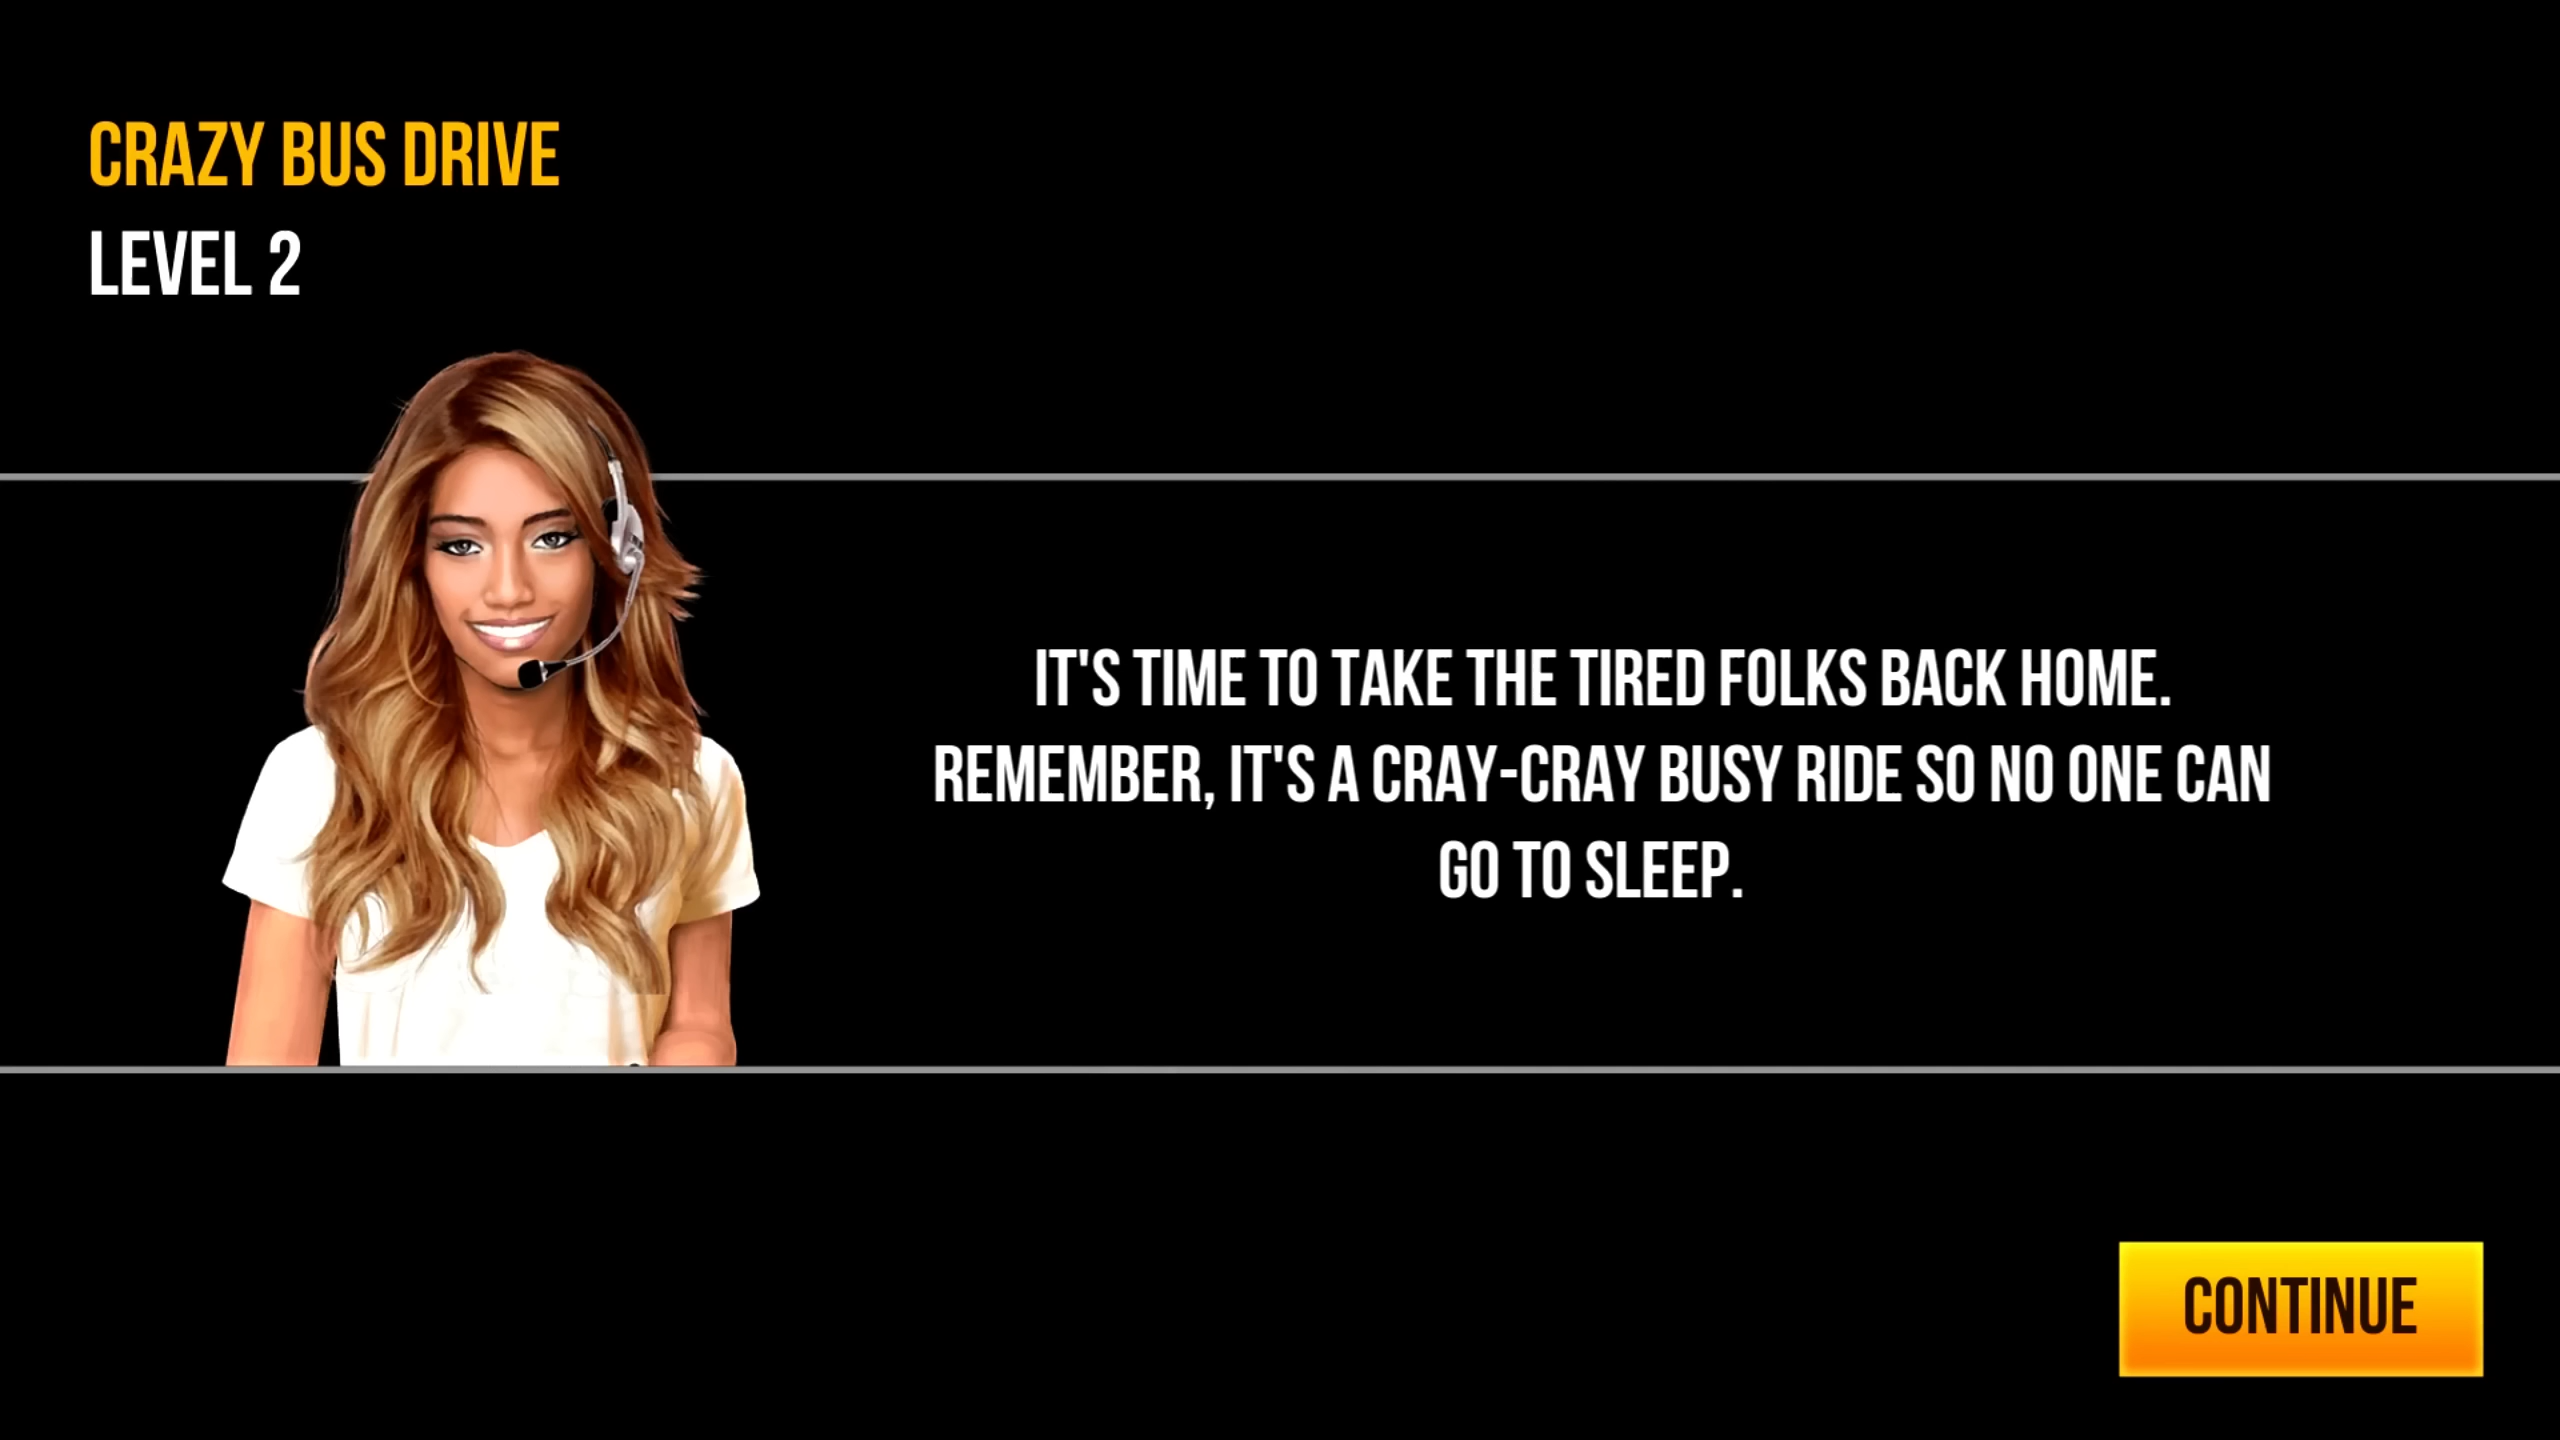 CRAZY BUS DRIVE
LEVEL 2
IT'S TIME TO TAKE THE TIRED FOLKS BACK HOME.
REMEMBER, IT'S A CRAY-CRAY BUSY RIDE SO NO ONE CAN
GO TO SLEEP.
CONTINUE